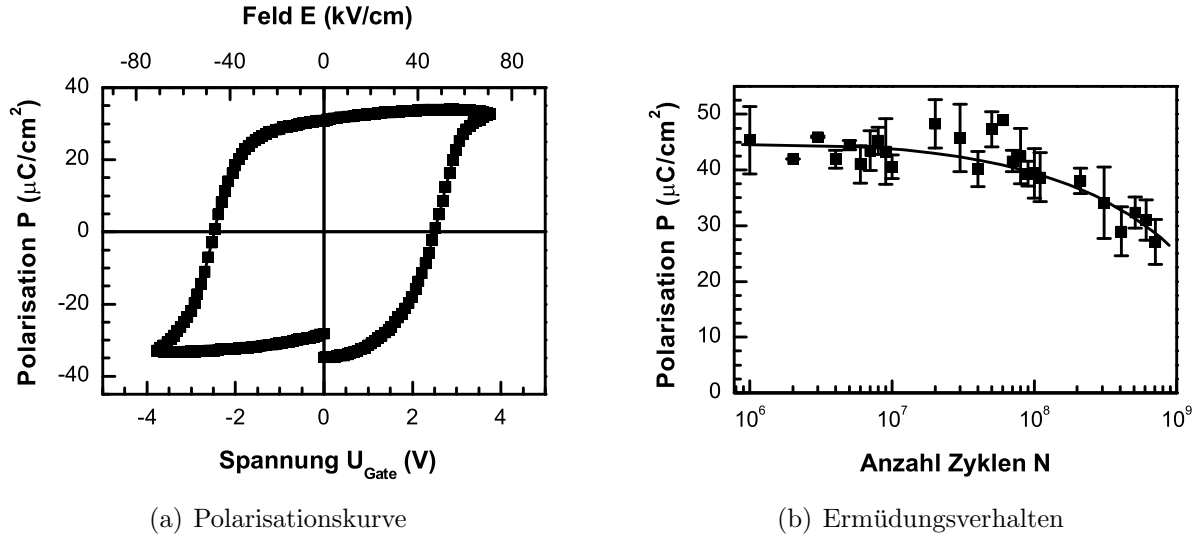 Feld E (kV/cm)
-80 -40 0 40 80
Polarisation P (μC/cm²)
40
20
0
-20
-40
-4 -2 0 2 4
Spannung U_Gate (V)
(a) Polarisationskurve
Polarisation P (μC/cm²)
50
40
30
40
10
0
10⁶ 10⁷ 10⁸ 10⁹
Anzahl Zyklen N
(b) Ermüdungsverhalten